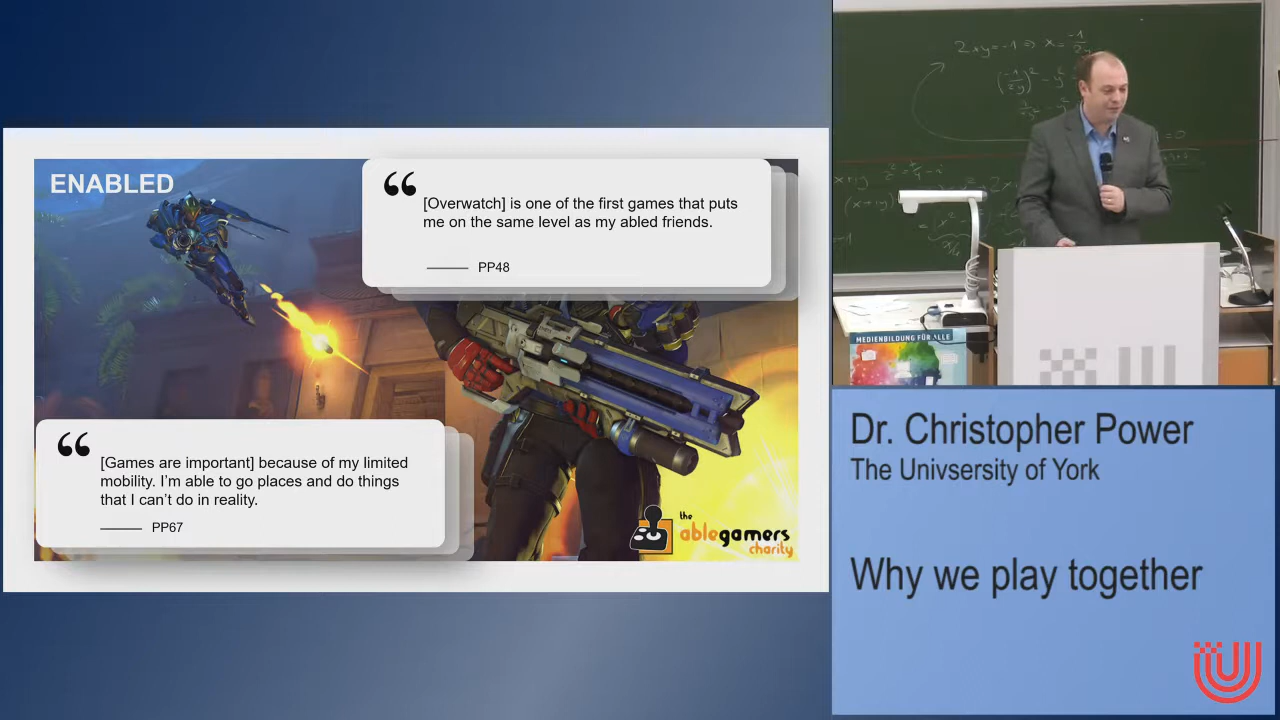 ENABLED
“
[Overwatch] is one of the first games that puts
me on the same level as my abled friends.
PP48
“
[Games are important] because of my limited
mobility. I’m able to go places and do things
that I can’t do in reality.
PP67
the
ablegamers
charity
2xy=-1 ⇒ x=
MEDIENBILDUNG FÜR ALLE
Dr. Christopher Power
The Univsersity of York
Why we play together